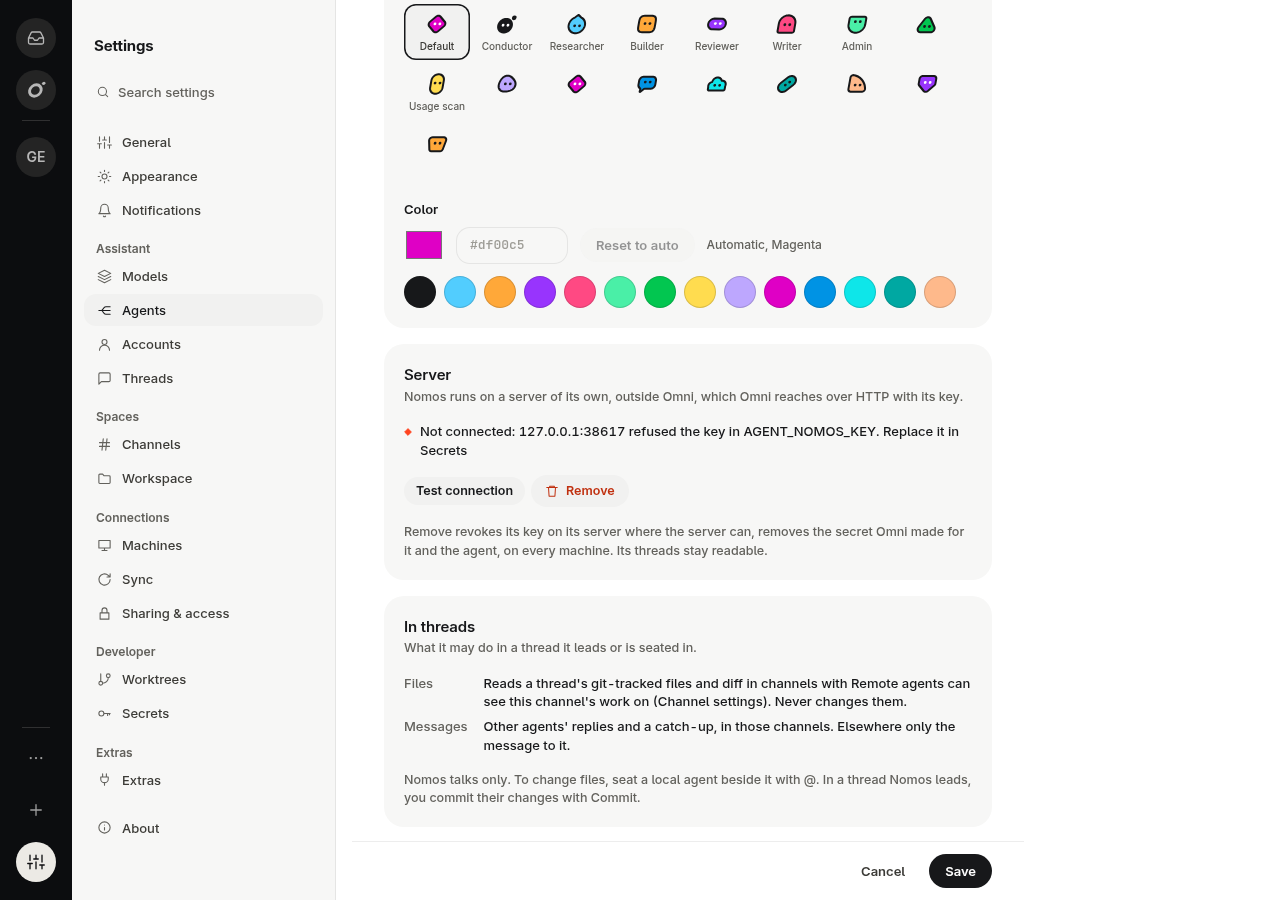 Settings
Search settings
GE
General
Appearance
Notifications
Assistant
Models
Agents
Accounts
Threads
Spaces
Channels
Workspace
Connections
Machines
Sync
Sharing & access
Developer
Worktrees
Secrets
Extras
Extras
About
Default
Conductor
Researcher
Builder
Reviewer
Writer
Admin
Usage scan
Color
#df00c5
Reset to auto
Automatic, Magenta
Server
Nomos runs on a server of its own, outside Omni, which Omni reaches over HTTP with its key.
Not connected: 127.0.0.1:38617 refused the key in AGENT_NOMOS_KEY. Replace it in
Secrets
Test connection
Remove
Remove revokes its key on its server where the server can, removes the secret Omni made for
it and the agent, on every machine. Its threads stay readable.
In threads
What it may do in a thread it leads or is seated in.
Files
Reads a thread's git-tracked files and diff in channels with Remote agents can
see this channel's work on (Channel settings). Never changes them.
Messages
Other agents' replies and a catch-up, in those channels. Elsewhere only the
message to it.
Nomos talks only. To change files, seat a local agent beside it with @. In a thread Nomos leads,
you commit their changes with Commit.
Cancel
Save